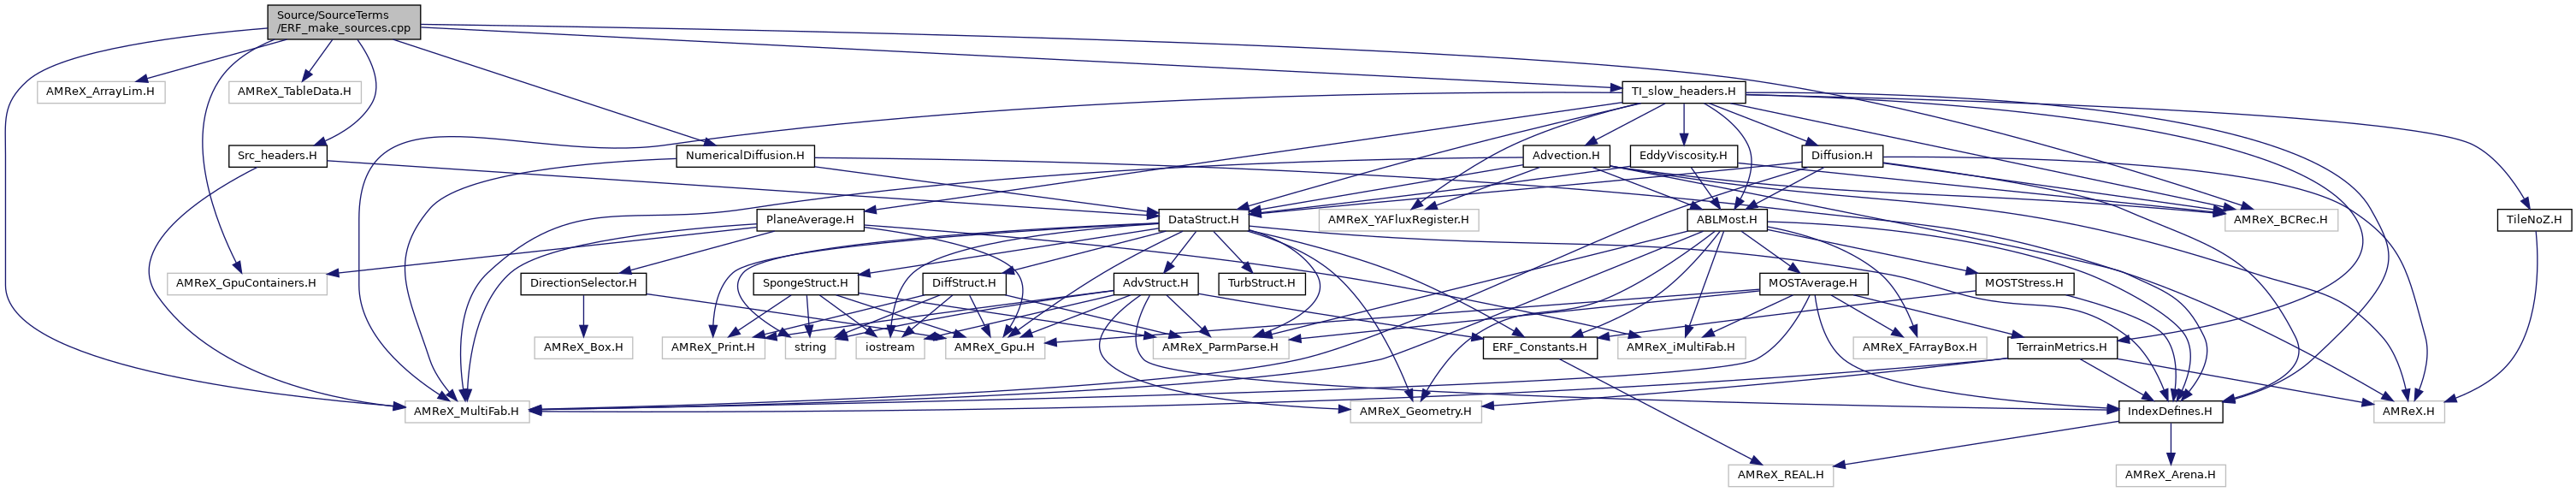 Source/SourceTerms
/ERF_make_sources.cpp
AMReX_ArrayLim.H
AMReX_TableData.H
TI_slow_headers.H
Src_headers.H
NumericalDiffusion.H
Advection.H
EddyViscosity.H
Diffusion.H
PlaneAverage.H
DataStruct.H
AMReX_YAFluxRegister.H
ABLMost.H
AMReX_BCRec.H
TileNoZ.H
AMReX_GpuContainers.H
DirectionSelector.H
SpongeStruct.H
DiffStruct.H
AdvStruct.H
TurbStruct.H
MOSTAverage.H
MOSTStress.H
AMReX_Box.H
AMReX_Print.H
string
iostream
AMReX_Gpu.H
AMReX_ParmParse.H
ERF_Constants.H
AMReX_iMultiFab.H
AMReX_FArrayBox.H
TerrainMetrics.H
AMReX_MultiFab.H
AMReX_Geometry.H
IndexDefines.H
AMReX.H
AMReX_REAL.H
AMReX_Arena.H